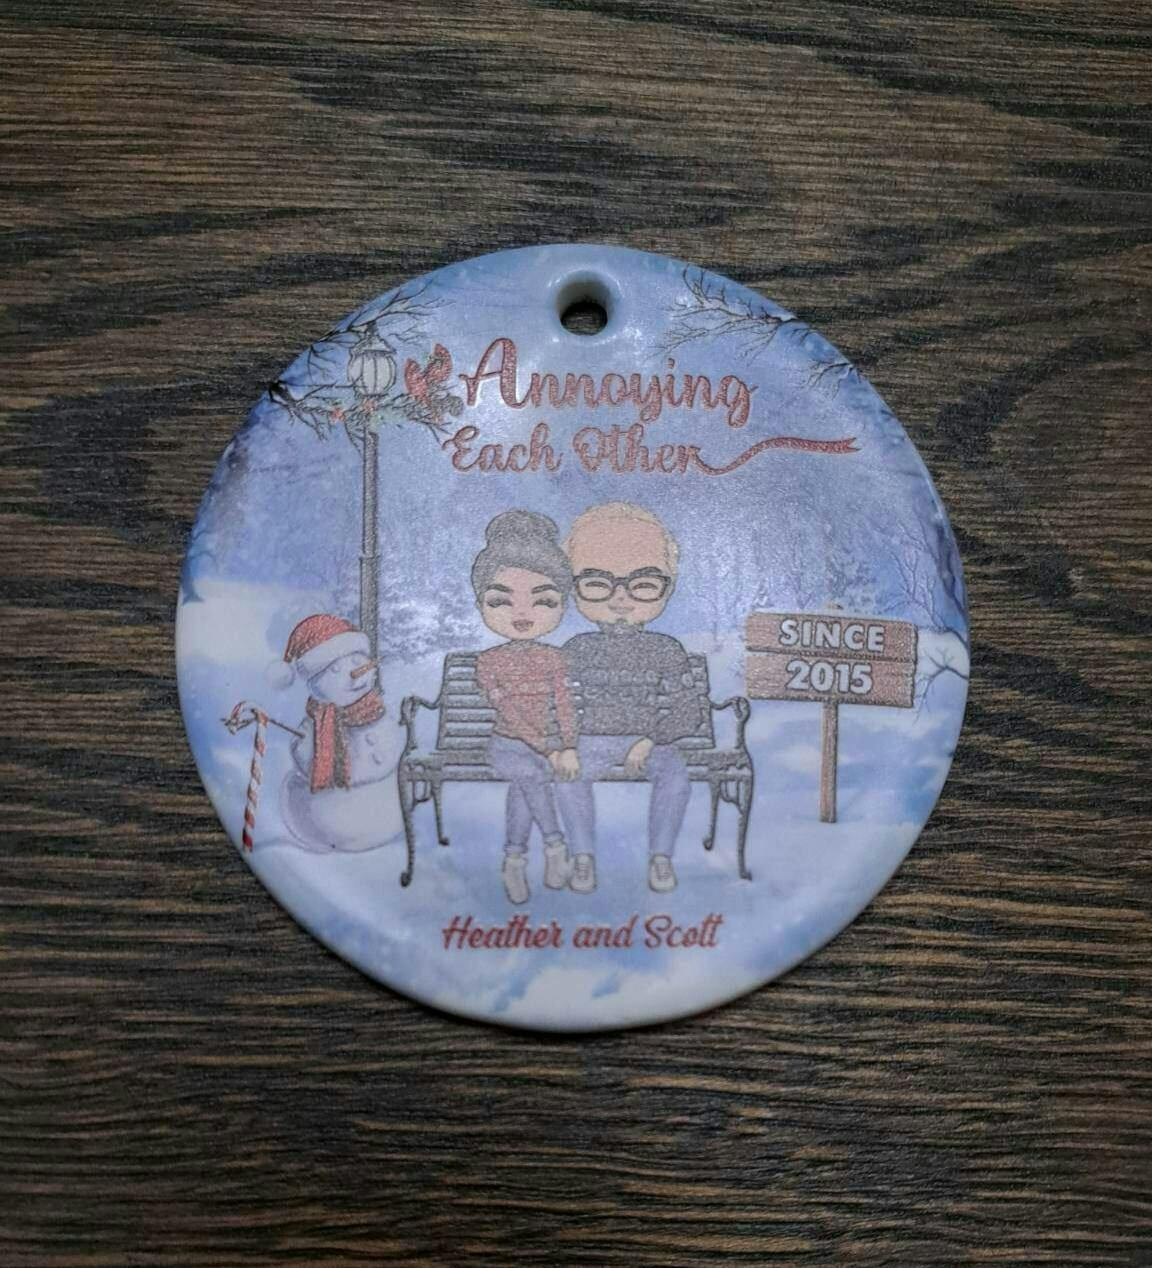 Annoying
Each Other
SINCE
2015
Heather and Scott